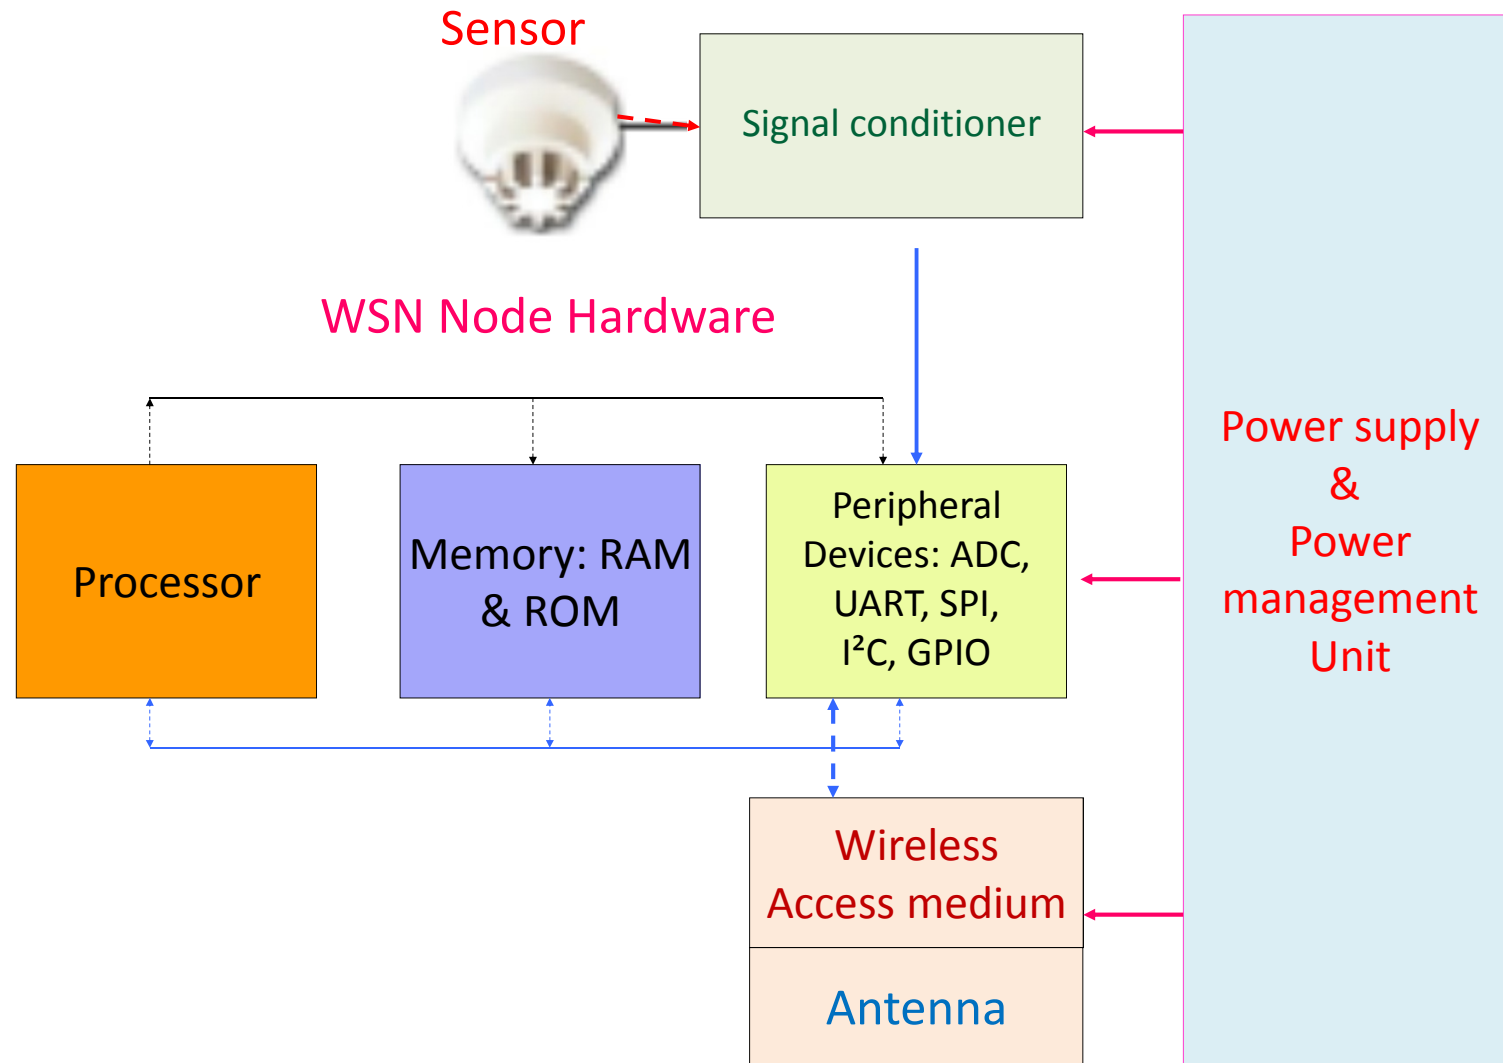 Sensor
Signal conditioner
WSN Node Hardware
Processor
Memory: RAM
& ROM
Peripheral
Devices: ADC,
UART, SPI,
I²C, GPIO
Power supply
&
Power
management
Unit
Wireless
Access medium
Antenna